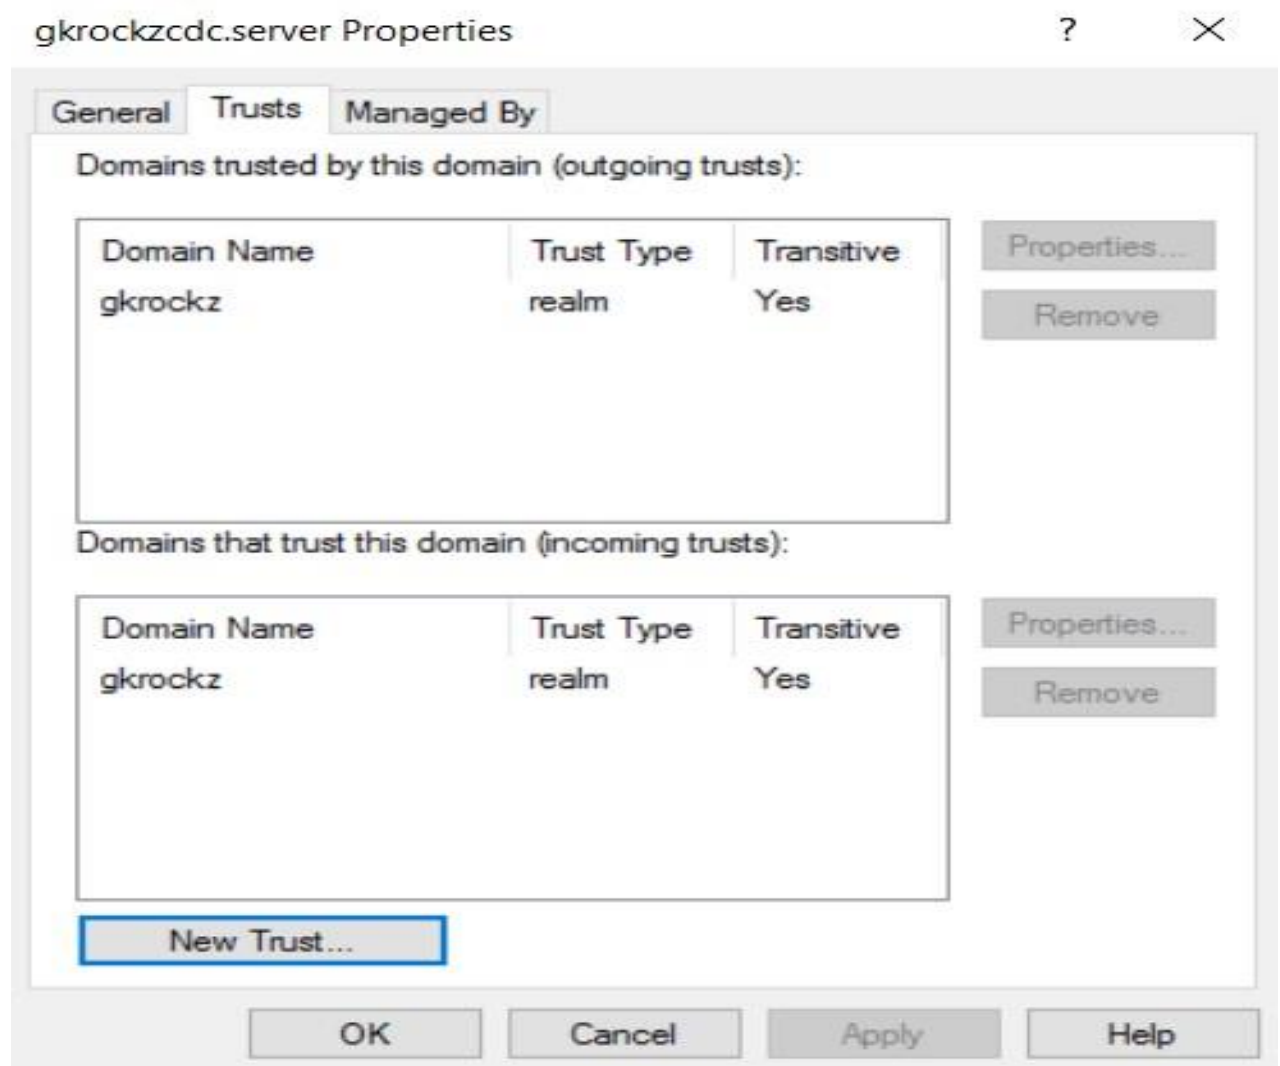 gkrockzcdc.server Properties ? ×
General Trusts Managed By
Domains trusted by this domain (outgoing trusts):
Domain Name Trust Type Transitive Properties...
gkrockz realm Yes Remove
Domains that trust this domain (incoming trusts):
Domain Name Trust Type Transitive Properties...
gkrockz realm Yes Remove
New Trust...
OK Cancel Apply Help